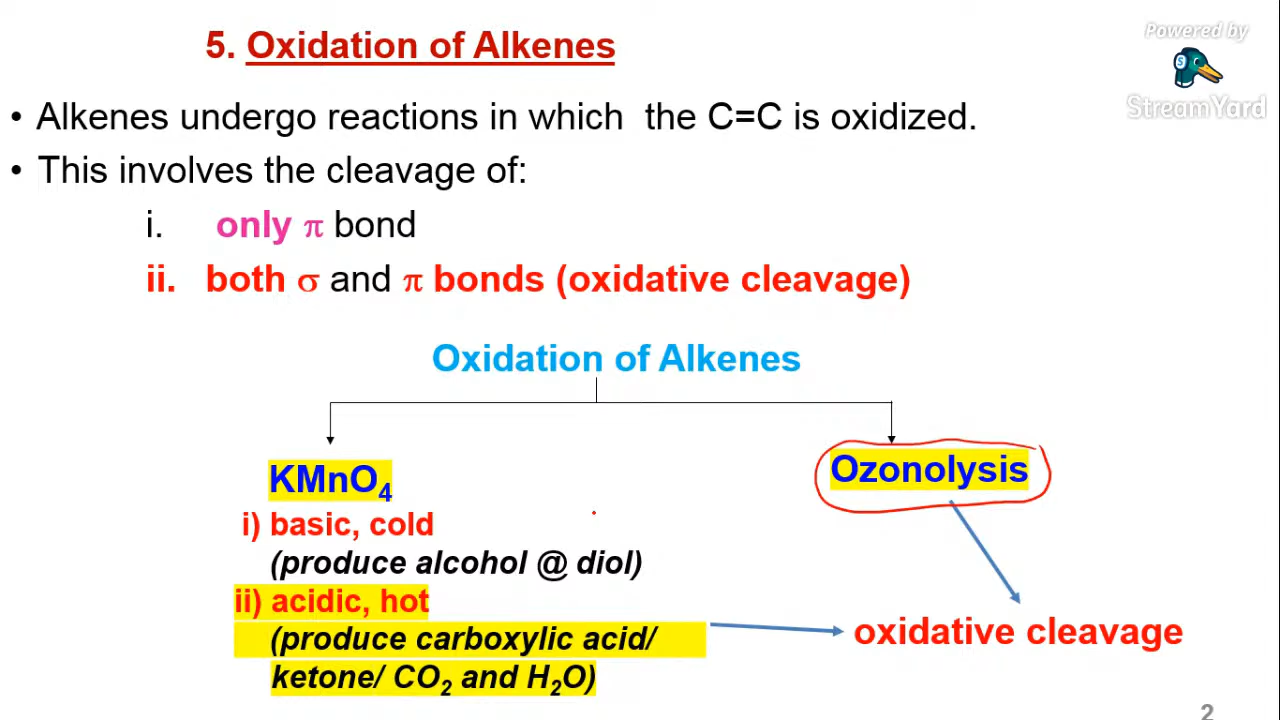 5. Oxidation of Alkenes
Powered by
StreamYard
• Alkenes undergo reactions in which the C=C is oxidized.
• This involves the cleavage of:
i. only π bond
ii. both σ and π bonds (oxidative cleavage)
Oxidation of Alkenes
KMnO₄
i) basic, cold
(produce alcohol @ diol)
ii) acidic, hot
(produce carboxylic acid/
ketone/ CO₂ and H₂O)
Ozonolysis
oxidative cleavage
2